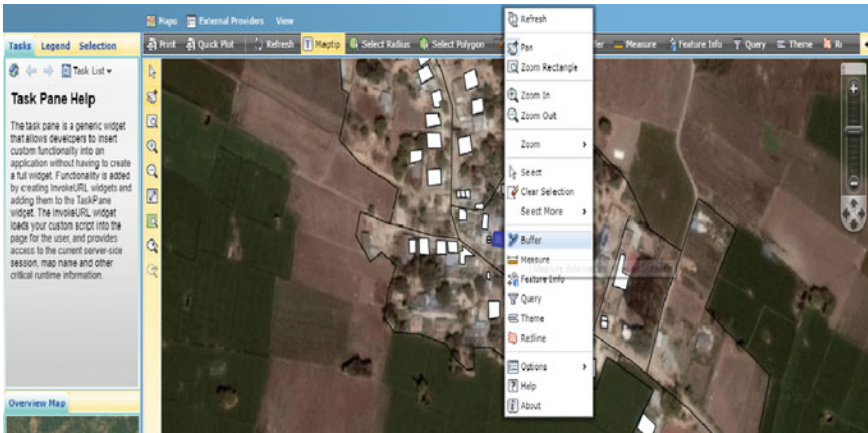 Maps External Providers View
Tasks Legend Selection
Print Quick Plot Refresh Maptip Select Radius Select Polygon
Measure Feature Info Query Theme
Task List
Task Pane Help
The task pane is a generic widget
that allows developers to insert
custom functionality into an
application without having to create
a full widget. Functionality is added
by creating InvokeURL widgets and
adding them to the TaskPane
widget. The InvokeURL widget
loads your custom script into the
page for the user, and provides
access to the current server-side
session, map name and other
critical runtime information.
Overview Map
Refresh
Pan
Zoom Rectangle
Zoom In
Zoom Out
Zoom
Select
Clear Selection
Select More
Buffer
Measure
Feature Info
Query
Theme
Redline
Options
Help
About